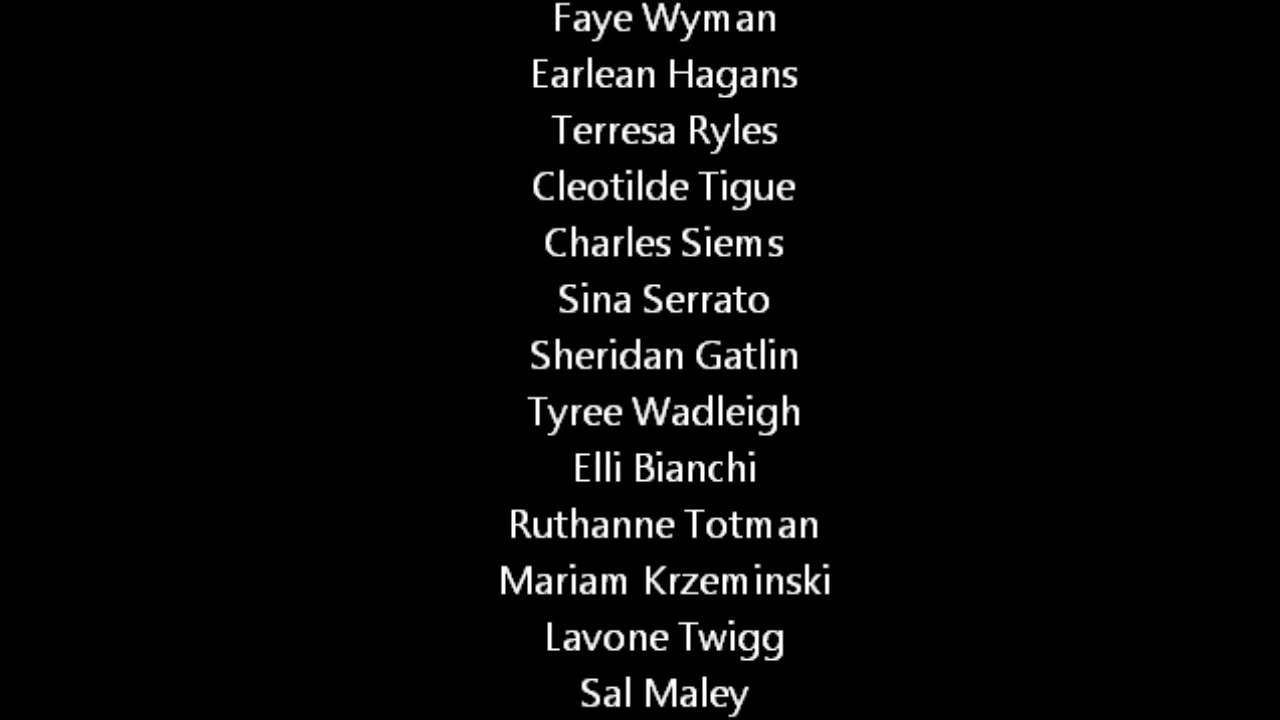 Faye Wyman
Earlean Hagans
Terresa Ryles
Cleotilde Tigue
Charles Siems
Sina Serrato
Sheridan Gatlin
Tyree Wadleigh
Elli Bianchi
Ruthanne Totman
Mariam Krzeminski
Lavone Twigg
Sal Maley